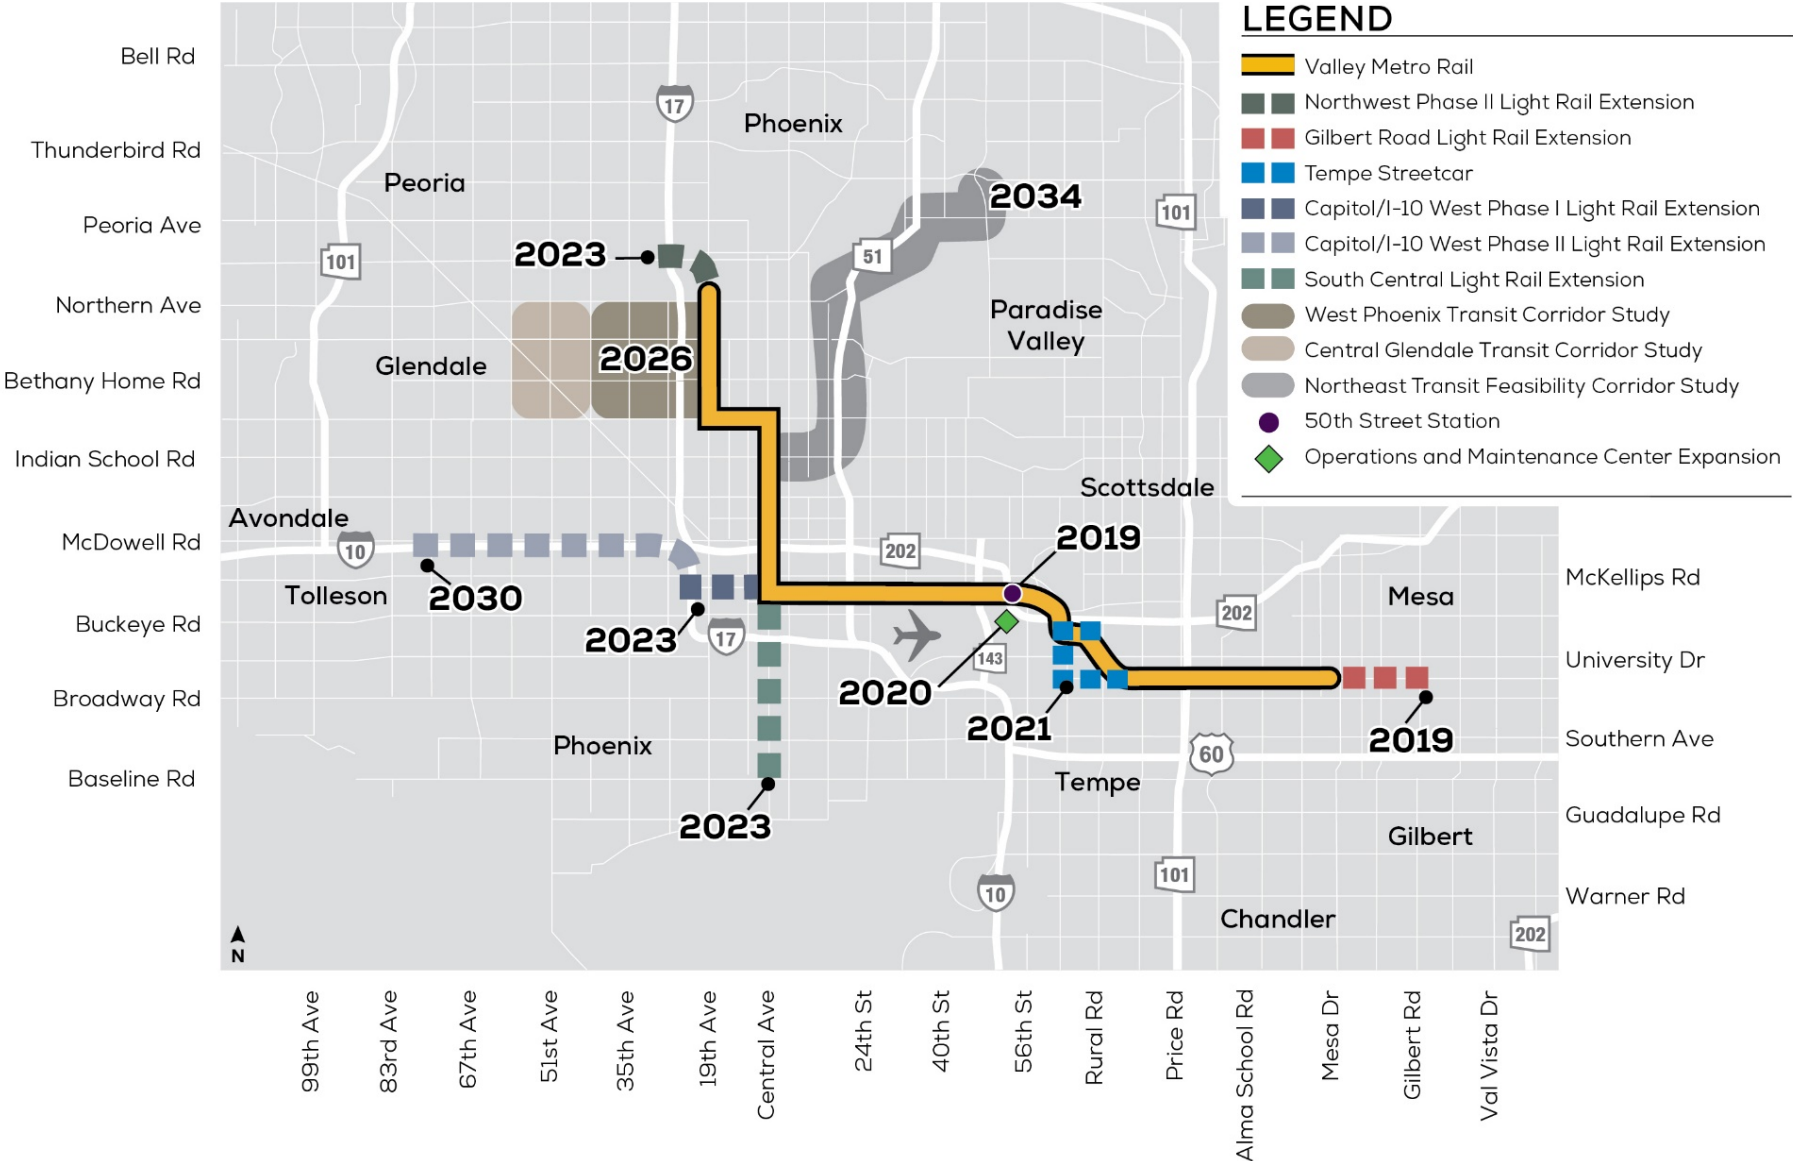 LEGEND
Valley Metro Rail
Northwest Phase II Light Rail Extension
Gilbert Road Light Rail Extension
Tempe Streetcar
Capitol/I-10 West Phase I Light Rail Extension
Capitol/I-10 West Phase II Light Rail Extension
South Central Light Rail Extension
West Phoenix Transit Corridor Study
Central Glendale Transit Corridor Study
Northeast Transit Feasibility Corridor Study
50th Street Station
Operations and Maintenance Center Expansion
Bell Rd
Thunderbird Rd
Peoria Ave
Northern Ave
Bethany Home Rd
Indian School Rd
McDowell Rd
Buckeye Rd
Broadway Rd
Baseline Rd
17
Phoenix
Peoria
2034
101
101
2023
51
Paradise
Valley
2026
Glendale
Scottsdale
Avondale
10
202
2019
Tolleson
2030
2023
17
143
202
Mesa
2020
2021
2019
Phoenix
60
Tempe
2023
Gilbert
10
101
Chandler
202
N
McKellips Rd
University Dr
Southern Ave
Guadalupe Rd
Warner Rd
99th Ave
83rd Ave
67th Ave
51st Ave
35th Ave
19th Ave
Central Ave
24th St
40th St
56th St
Rural Rd
Price Rd
Alma School Rd
Mesa Dr
Gilbert Rd
Val Vista Dr